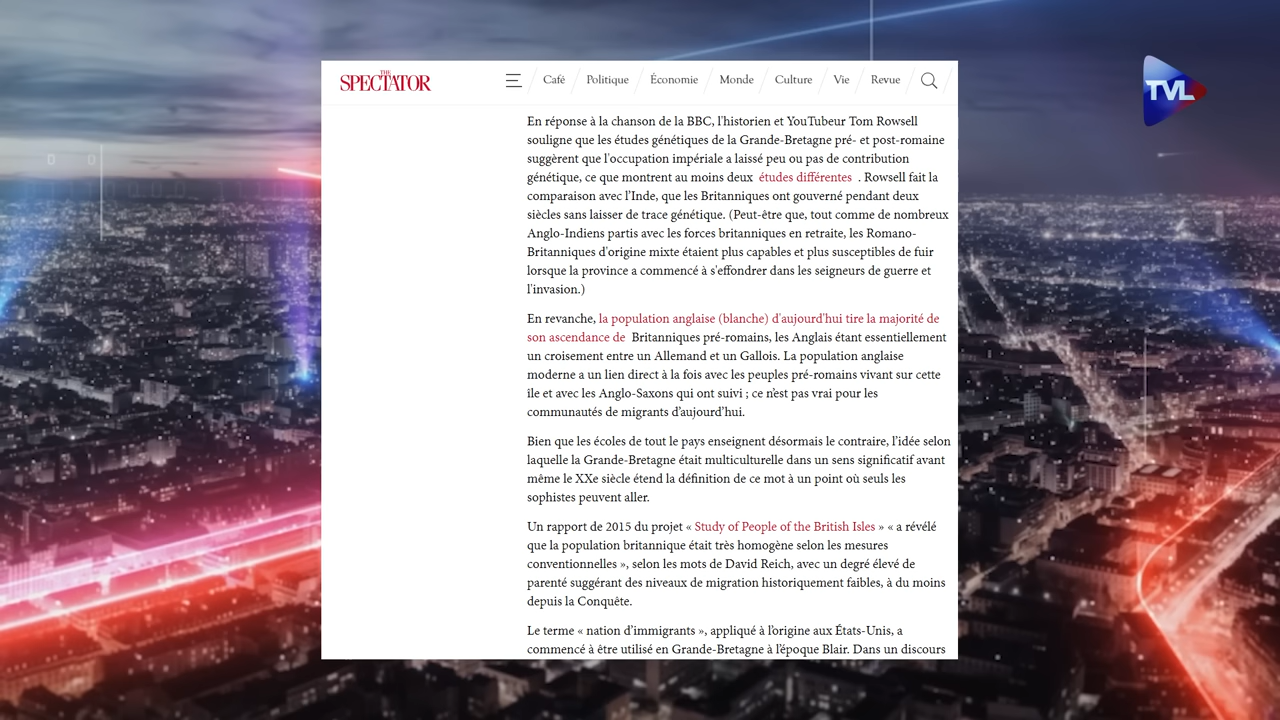 THE
SPECTATOR
Café
Politique
Économie
Monde
Culture
Vie
Revue
TVL
D O
En réponse à la chanson de la BBC, l'historien et YouTubeur Tom Rowsell
souligne que les études génétiques de la Grande-Bretagne pré- et post-romaine
suggèrent que l'occupation impériale a laissé peu ou pas de contribution
génétique, ce que montrent au moins deux études différentes . Rowsell fait la
comparaison avec l'Inde, que les Britanniques ont gouverné pendant deux
siècles sans laisser de trace génétique. (Peut-être que, tout comme de nombreux
Anglo-Indiens partis avec les forces britanniques en retraite, les Romano-
Britanniques d'origine mixte étaient plus capables et plus susceptibles de fuir
lorsque la province a commencé à s'effondrer dans les seigneurs de guerre et
l'invasion.)
En revanche, la population anglaise (blanche) d'aujourd'hui tire la majorité de
son ascendance de Britanniques pré-romains, les Anglais étant essentiellement
un croisement entre un Allemand et un Gallois. La population anglaise
moderne a un lien direct à la fois avec les peuples pré-romains vivant sur cette
île et avec les Anglo-Saxons qui ont suivi ; ce n'est pas vrai pour les
communautés de migrants d'aujourd'hui.
Bien que les écoles de tout le pays enseignent désormais le contraire, l'idée selon
laquelle la Grande-Bretagne était multiculturelle dans un sens significatif avant
même le XXe siècle étend la définition de ce mot à un point où seuls les
sophistes peuvent aller.
Un rapport de 2015 du projet « Study of People of the British Isles » « a révélé
que la population britannique était très homogène selon les mesures
conventionnelles », selon les mots de David Reich, avec un degré élevé de
parenté suggérant des niveaux de migration historiquement faibles, à du moins
depuis la Conquête.
Le terme « nation d'immigrants », appliqué à l'origine aux États-Unis, a
commencé à être utilisé en Grande-Bretagne à l'époque Blair. Dans un discours